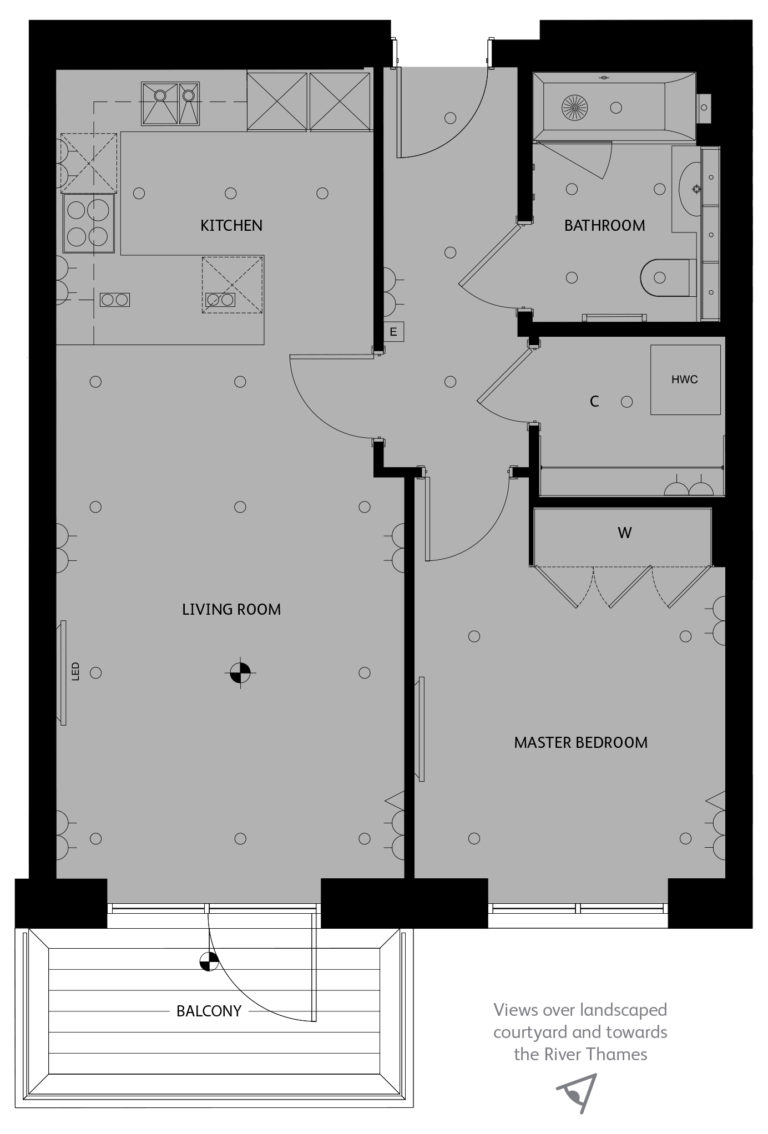 KITCHEN
BATHROOM
E
HWC
C
W
LIVING ROOM
LED
MASTER BEDROOM
BALCONY
Views over landscaped
courtyard and towards
the River Thames